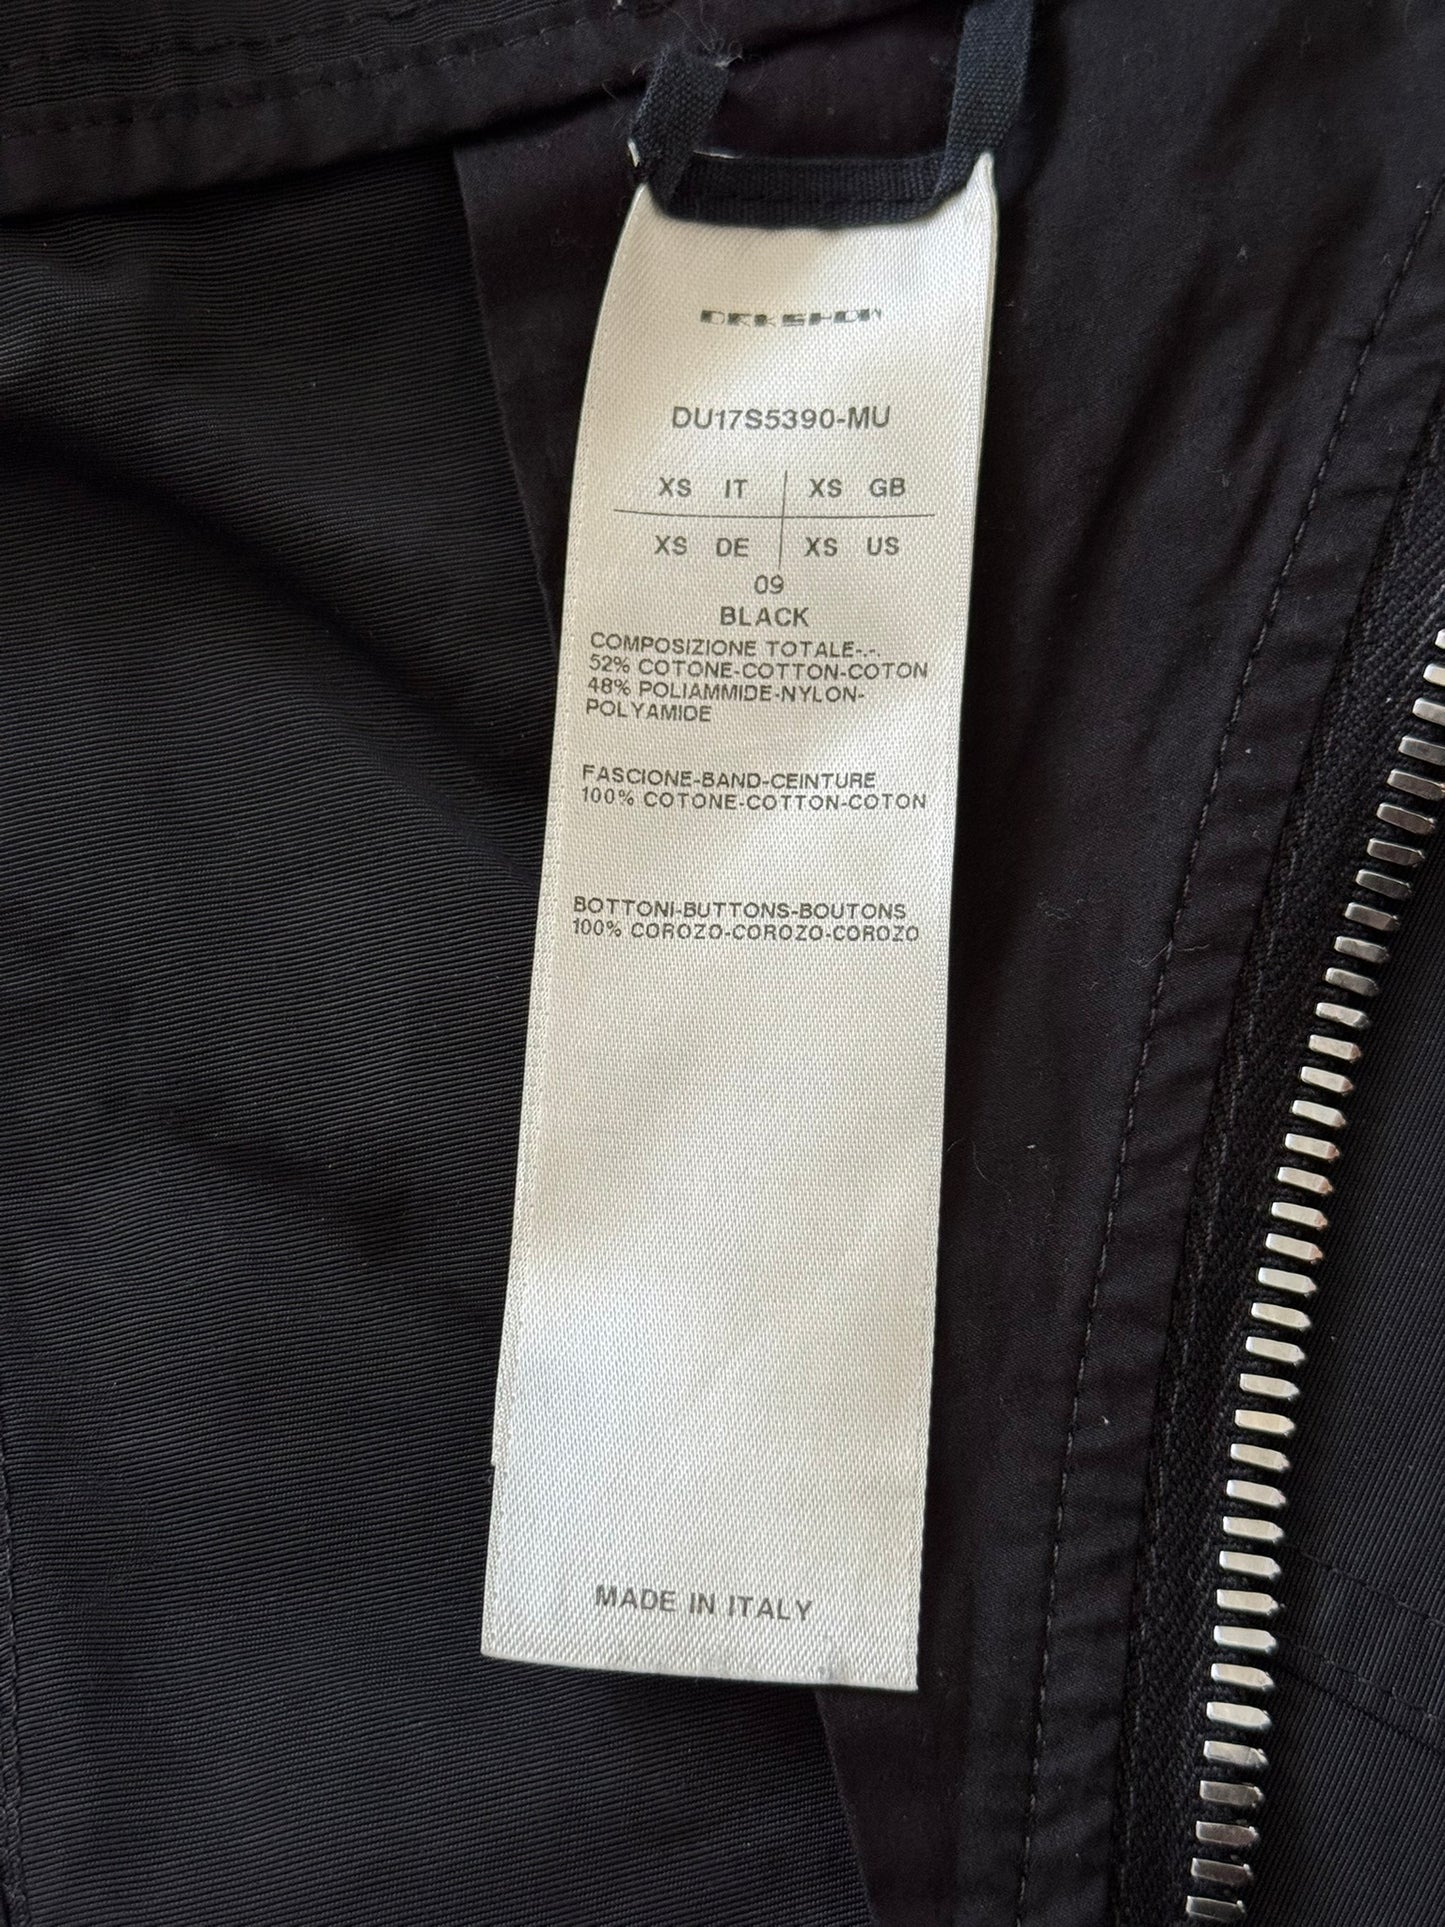 DRKSHDW
DU17S5390-MU
XS IT XS GB
XS DE XS US
09
BLACK
COMPOSIZIONE TOTALE-.-.
52% COTONE-COTTON-COTON
48% POLIAMMIDE-NYLON-
POLYAMIDE
FASCIONE-BAND-CEINTURE
100% COTONE-COTTON-COTON
BOTTONI-BUTTONS-BOUTONS
100% COROZO-COROZO-COROZO
MADE IN ITALY